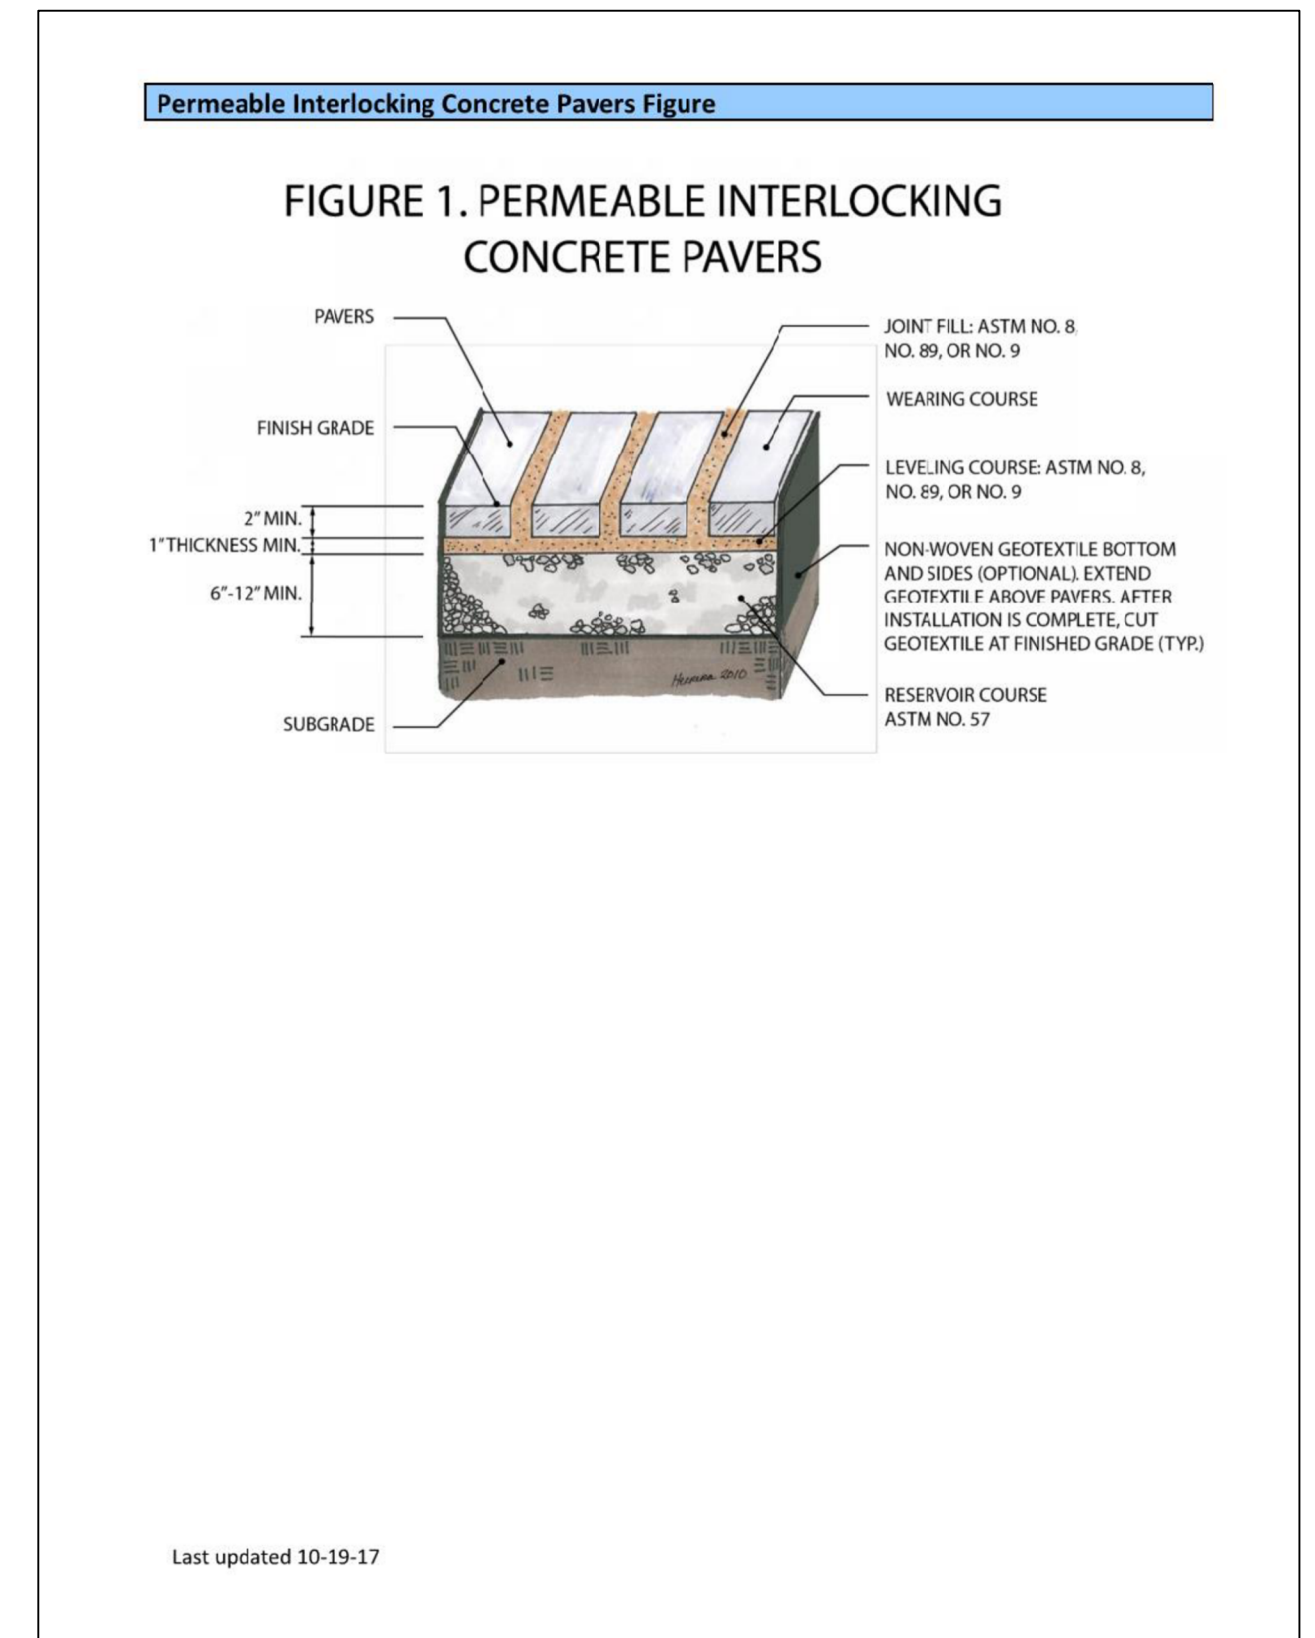 Permeable Interlocking Concrete Pavers Figure
FIGURE 1. PERMEABLE INTERLOCKING
CONCRETE PAVERS
PAVERS
FINISH GRADE
2" MIN.
1" THICKNESS MIN.
6"-12" MIN.
SUBGRADE
JOINT FILL: ASTM NO. 8,
NO. 89, OR NO. 9
WEARING COURSE
LEVELING COURSE: ASTM NO. 8,
NO. 89, OR NO. 9
NON-WOVEN GEOTEXTILE BOTTOM
AND SIDES (OPTIONAL). EXTEND
GEOTEXTILE ABOVE PAVERS. AFTER
INSTALLATION IS COMPLETE, CUT
GEOTEXTILE AT FINISHED GRADE (TYP.)
RESERVOIR COURSE
ASTM NO. 57
2010
Last updated 10-19-17